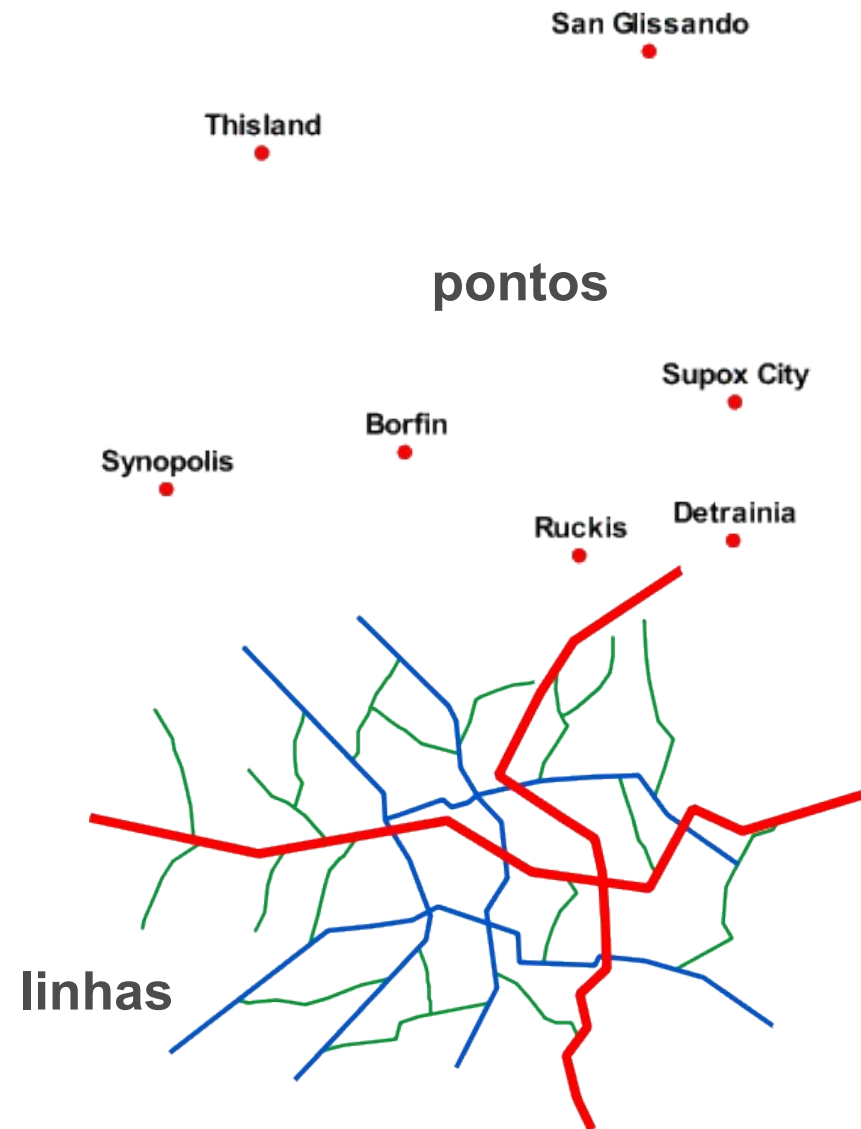 San Glissando
Thisland
pontos
Supox City
Borfin
Synopolis
Detrainia
Ruckis
linhas